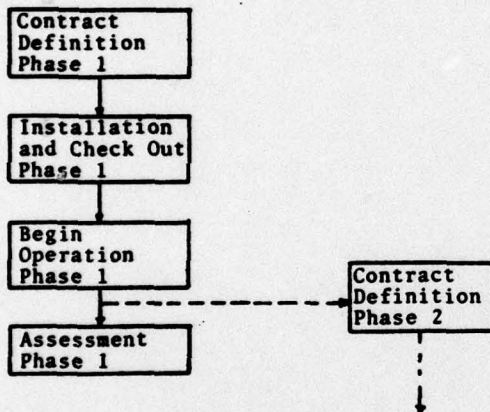 Contract
Definition
Phase 1
Installation
and Check Out
Phase 1
Begin
Operation
Phase 1
Contract
Definition
Phase 2
Assessment
Phase 1